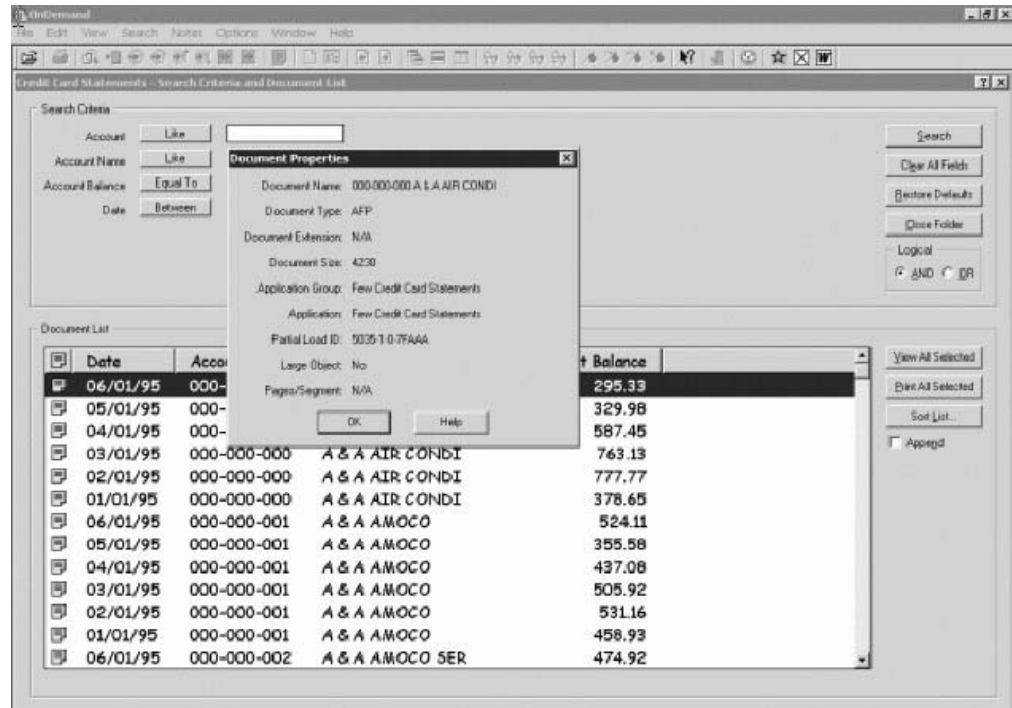 OnDemand
File Edit View Search Notes Options Window Help
Credit Card Statements - Search Criteria and Document List
Search Criteria
Account Like
Account Name Like
Account Balance Equal To
Date Between
Search
Clear All Fields
Restore Defaults
Close Folder
Logical
AND OR
Document Properties
Document Name: 000-000-000 A & A AIR CONDI
Document Type: AFP
Document Extension: N/A
Document Size: 4230
Application Group: Few Credit Card Statements
Application: Few Credit Card Statements
Partial Load ID: 5035-1-0-7FAAA
Large Object: No
Pages/Segment: N/A
OK Help
Document List
Date Accou t Balance
06/01/95 000- 295.33
05/01/95 000- 329.98
04/01/95 000- 587.45
03/01/95 000-000-000 A & A AIR CONDI 763.13
02/01/95 000-000-000 A & A AIR CONDI 777.77
01/01/95 000-000-000 A & A AIR CONDI 378.65
06/01/95 000-000-001 A & A AMOCO 524.11
05/01/95 000-000-001 A & A AMOCO 355.58
04/01/95 000-000-001 A & A AMOCO 437.08
03/01/95 000-000-001 A & A AMOCO 505.92
02/01/95 000-000-001 A & A AMOCO 531.16
01/01/95 000-000-001 A & A AMOCO 458.93
06/01/95 000-000-002 A & A AMOCO SER 474.92
View All Selected
Print All Selected
Sort List...
Append